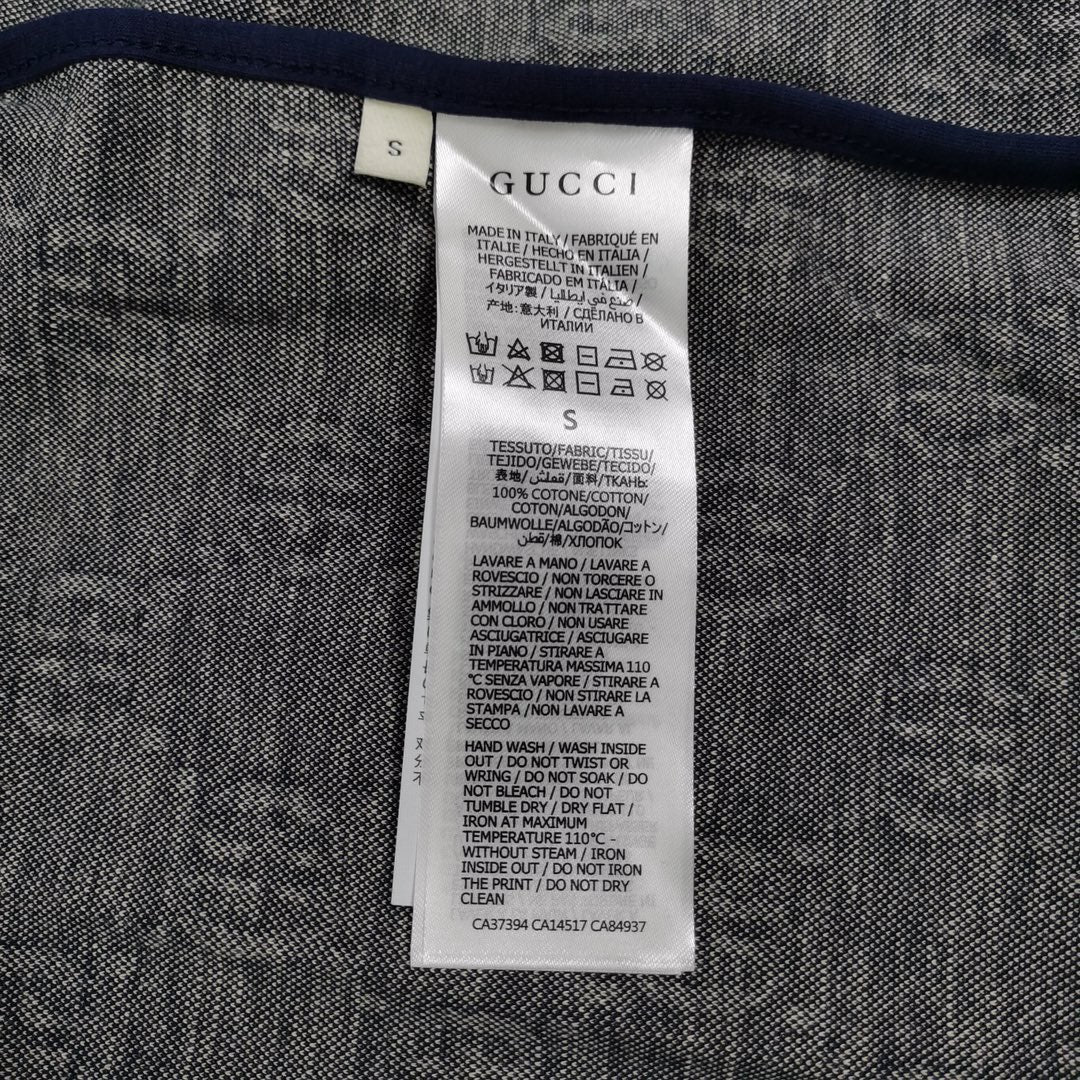 S
GUCCI
MADE IN ITALY / FABRIQUÉ EN
ITALIE / HECHO EN ITALIA /
HERGESTELLT IN ITALIEN /
FABRICADO EM ITÁLIA /
イタリア製 / صنع في ايطاليا /
产地: 意大利 / СДЕЛАНО В
ИТАЛИИ
S
TESSUTO/FABRIC/TISSU/
TEJIDO/GEWEBE/TECIDO/
表地/قماش/面料/ТКАНЬ:
100% COTONE/COTTON/
COTON/ALGODON/
BAUMWOLLE/ALGODÃO/コットン/
قطن/棉/ХЛОПОК
LAVARE A MANO / LAVARE A
ROVESCIO / NON TORCERE O
STRIZZARE / NON LASCIARE IN
AMMOLLO / NON TRATTARE
CON CLORO / NON USARE
ASCIUGATRICE / ASCIUGARE
IN PIANO / STIRARE A
TEMPERATURA MASSIMA 110
°C SENZA VAPORE / STIRARE A
ROVESCIO / NON STIRARE LA
STAMPA /NON LAVARE A
SECCO
HAND WASH / WASH INSIDE
OUT / DO NOT TWIST OR
WRING / DO NOT SOAK / DO
NOT BLEACH / DO NOT
TUMBLE DRY / DRY FLAT /
IRON AT MAXIMUM
TEMPERATURE 110°C -
WITHOUT STEAM / IRON
INSIDE OUT / DO NOT IRON
THE PRINT / DO NOT DRY
CLEAN
CA37394 CA14517 CA84937